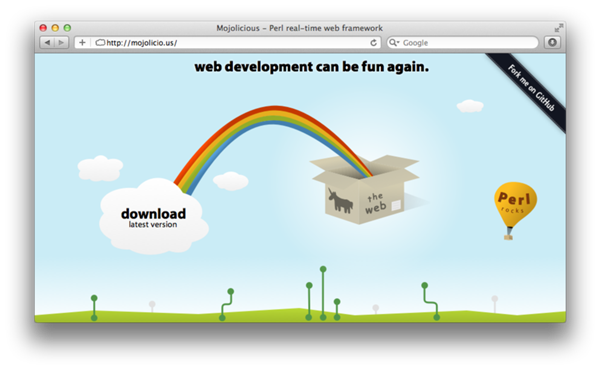 Mojolicious - Perl real-time web framework
http://mojolicio.us/
Google
web development can be fun again.
Fork me on GitHub
the
web
Perl
rocks
download
latest version